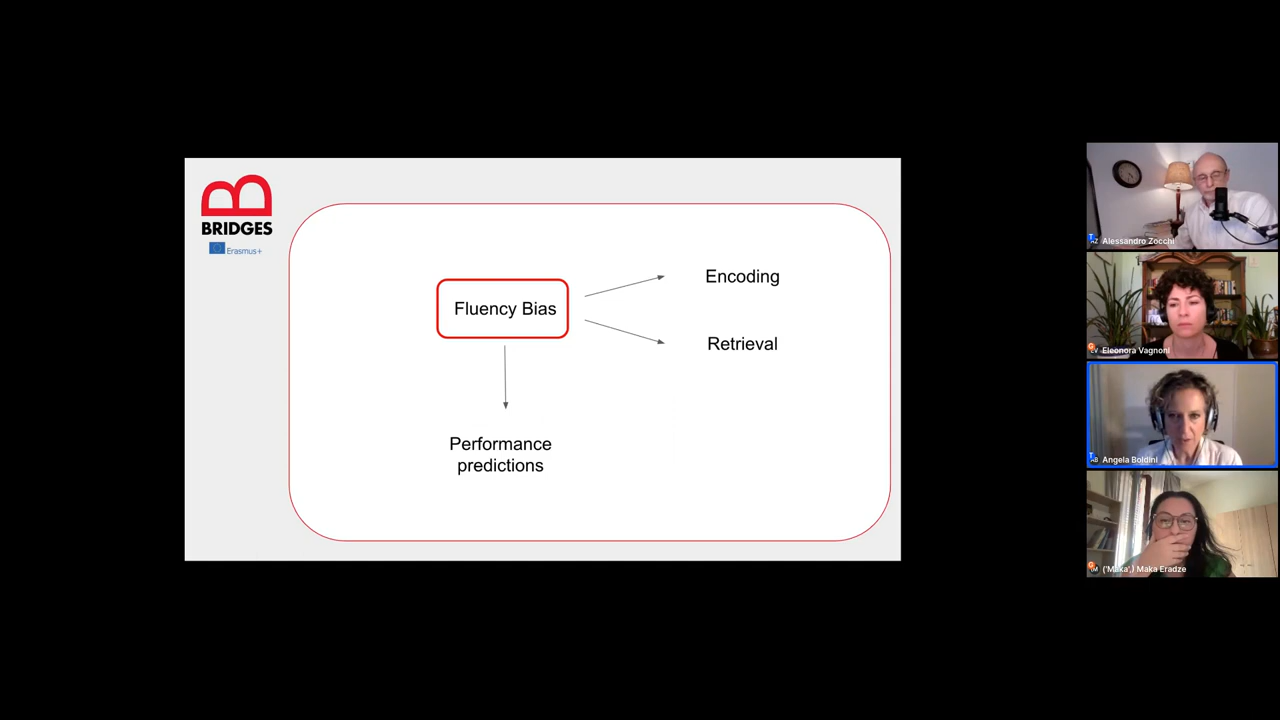 BRIDGES
Erasmus+
Fluency Bias
Encoding
Retrieval
Performance
predictions
Alessandro Zocchi
Eleonora Vagnoni
Angela Boldini
('Maka',) Maka Eradze